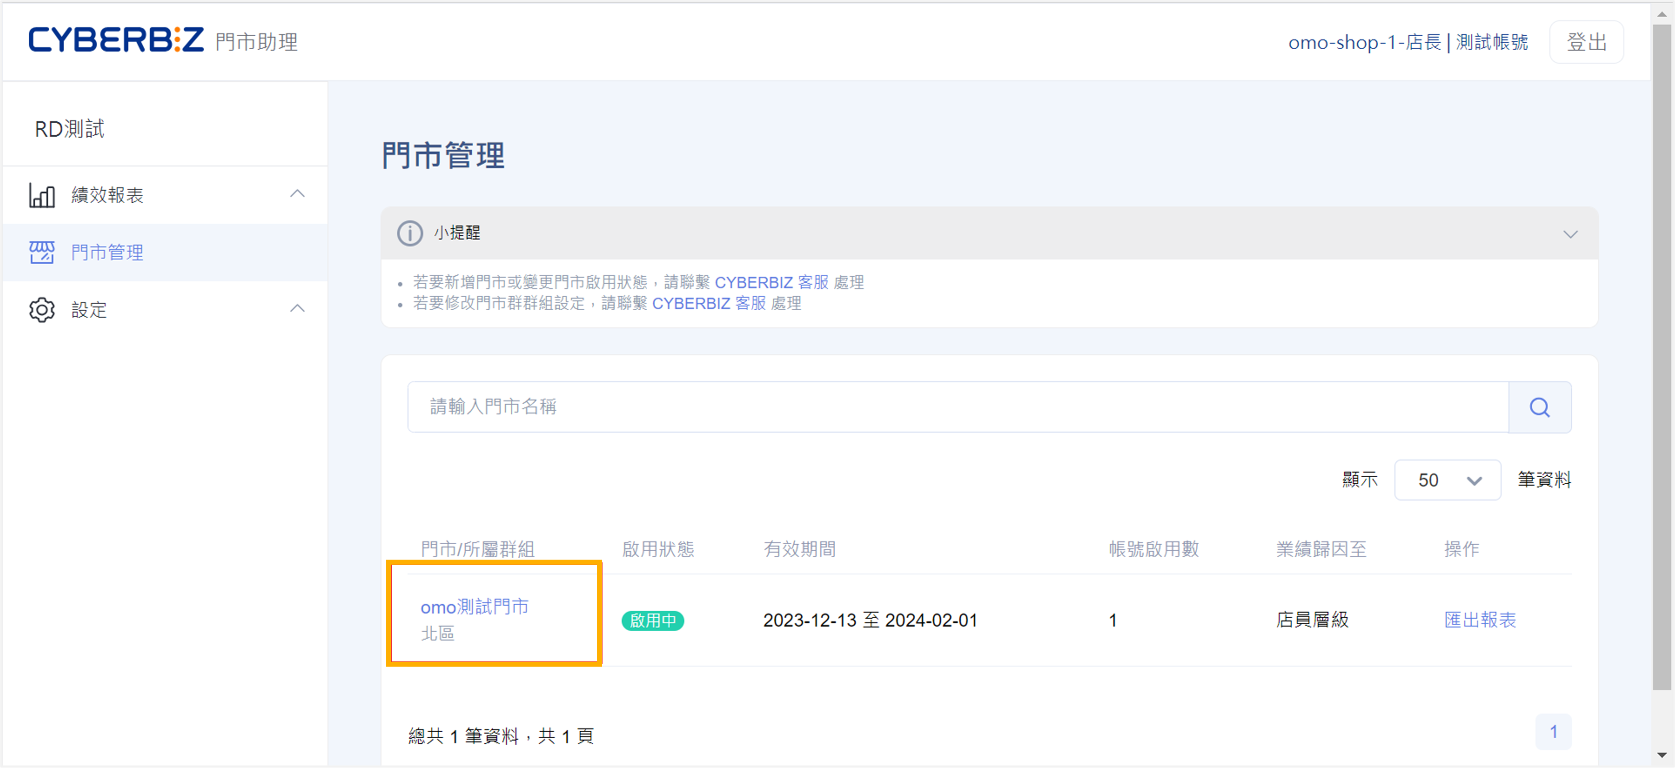 CYBERBIZ 門市助理
omo-shop-1-店長 | 測試帳號
登出
RD測試
績效報表
門市管理
設定
門市管理
小提醒
• 若要新增門市或變更門市啟用狀態，請聯繫 CYBERBIZ 客服 處理
• 若要修改門市群群組設定，請聯繫 CYBERBIZ 客服 處理
請輸入門市名稱
顯示 50 筆資料
門市/所屬群組 啟用狀態 有效期間 帳號啟用數 業績歸因至 操作
omo測試門市
北區
啟用中 2023-12-13 至 2024-02-01 1 店員層級 匯出報表
總共 1 筆資料，共 1 頁
1